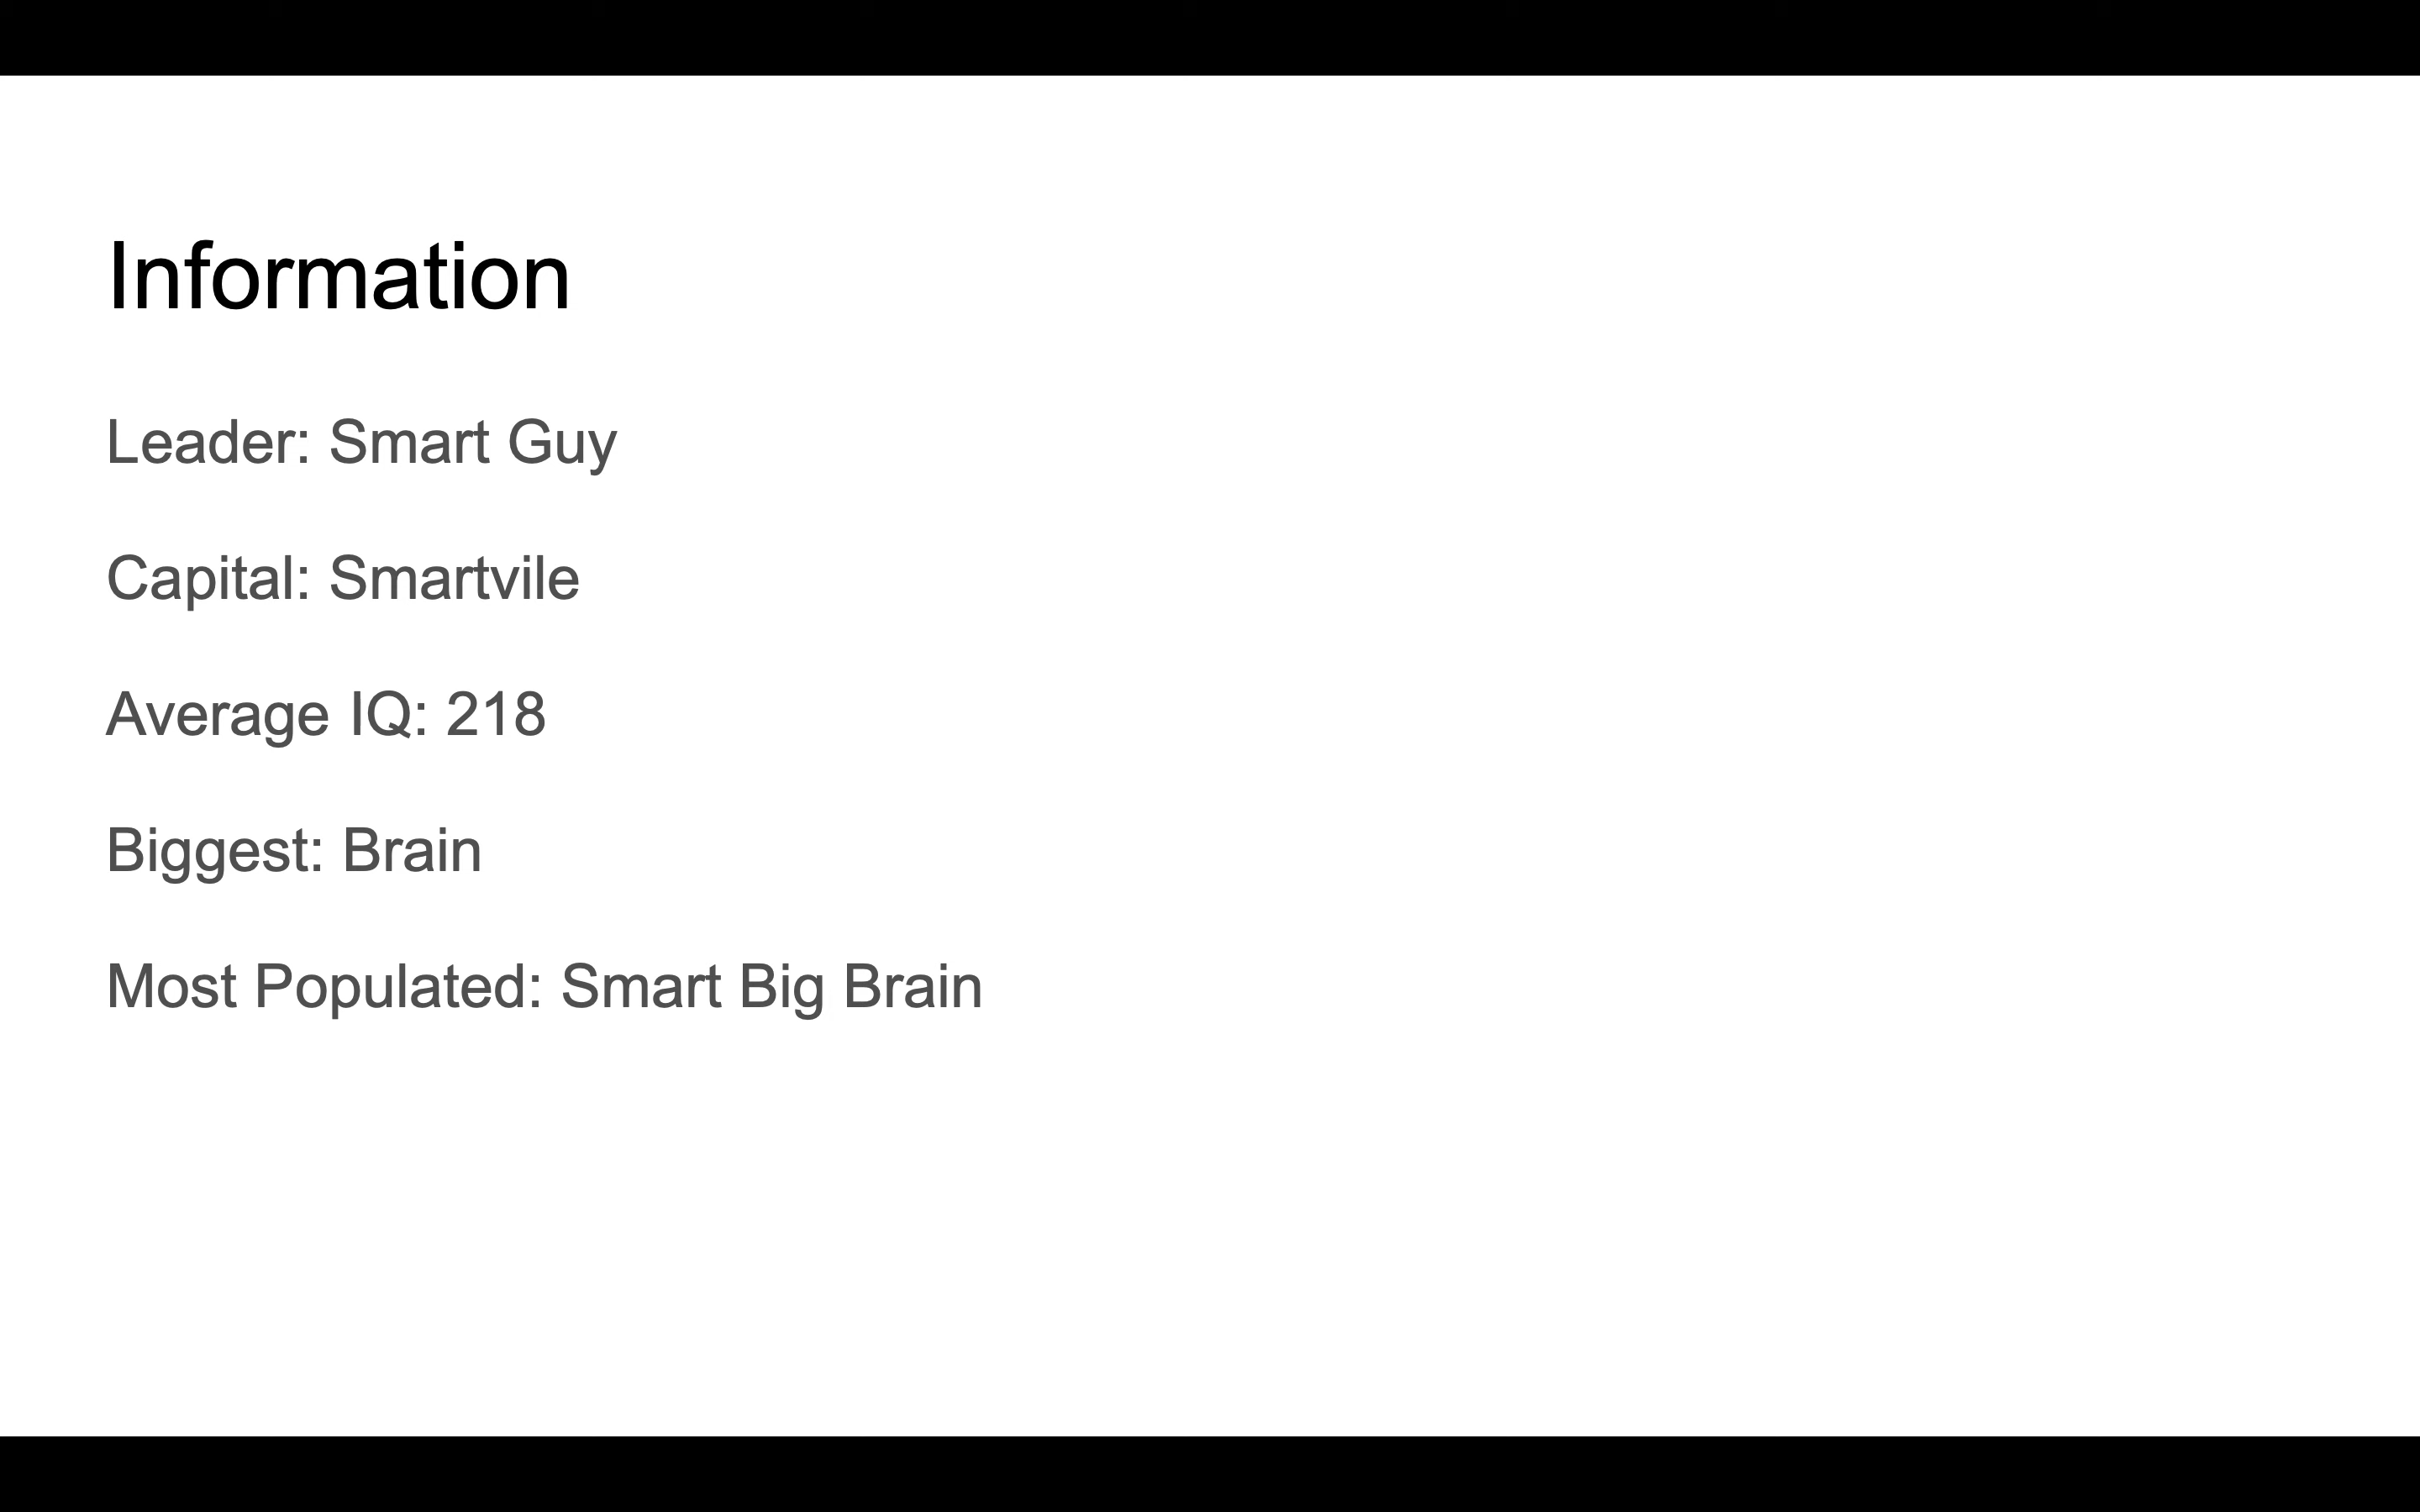 Information
Leader: Smart Guy
Capital: Smartvile
Average IQ: 218
Biggest: Brain
Most Populated: Smart Big Brain